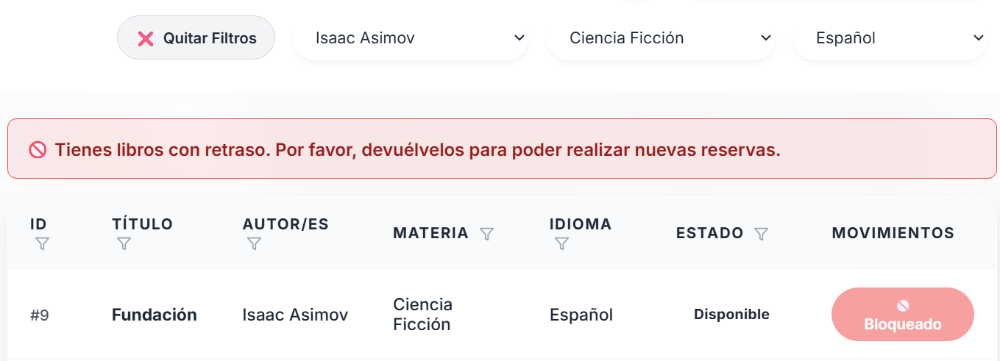 ❌ Quitar Filtros Isaac Asimov Ciencia Ficción Español
🚫 Tienes libros con retraso. Por favor, devuélvelos para poder realizar nuevas reservas.
ID TÍTULO AUTOR/ES MATERIA IDIOMA ESTADO MOVIMIENTOS
#9 Fundación Isaac Asimov Ciencia Ficción Español Disponible 🚫 Bloqueado